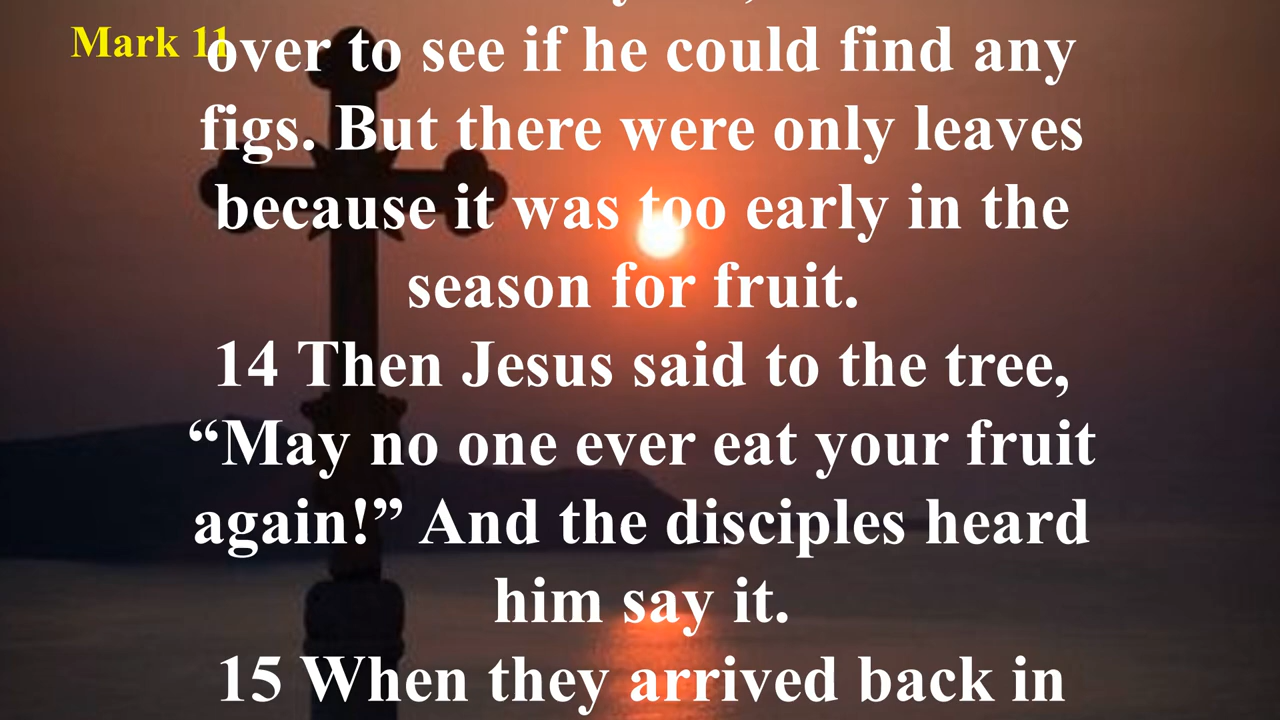 Mark 11
over to see if he could find any
figs. But there were only leaves
because it was too early in the
season for fruit.
14 Then Jesus said to the tree,
“May no one ever eat your fruit
again!” And the disciples heard
him say it.
15 When they arrived back in